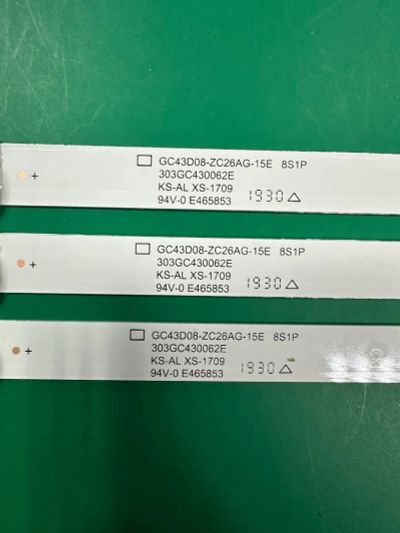 GC43D08-ZC26AG-15E 8S1P
303GC430062E
KS-AL XS-1709
94V-0 E465853 1930
+
GC43D08-ZC26AG-15E 8S1P
303GC430062E
KS-AL XS-1709
94V-0 E465853 1930
+
GC43D08-ZC26AG-15E 8S1P
303GC430062E
KS-AL XS-1709
94V-0 E465853 1930
+